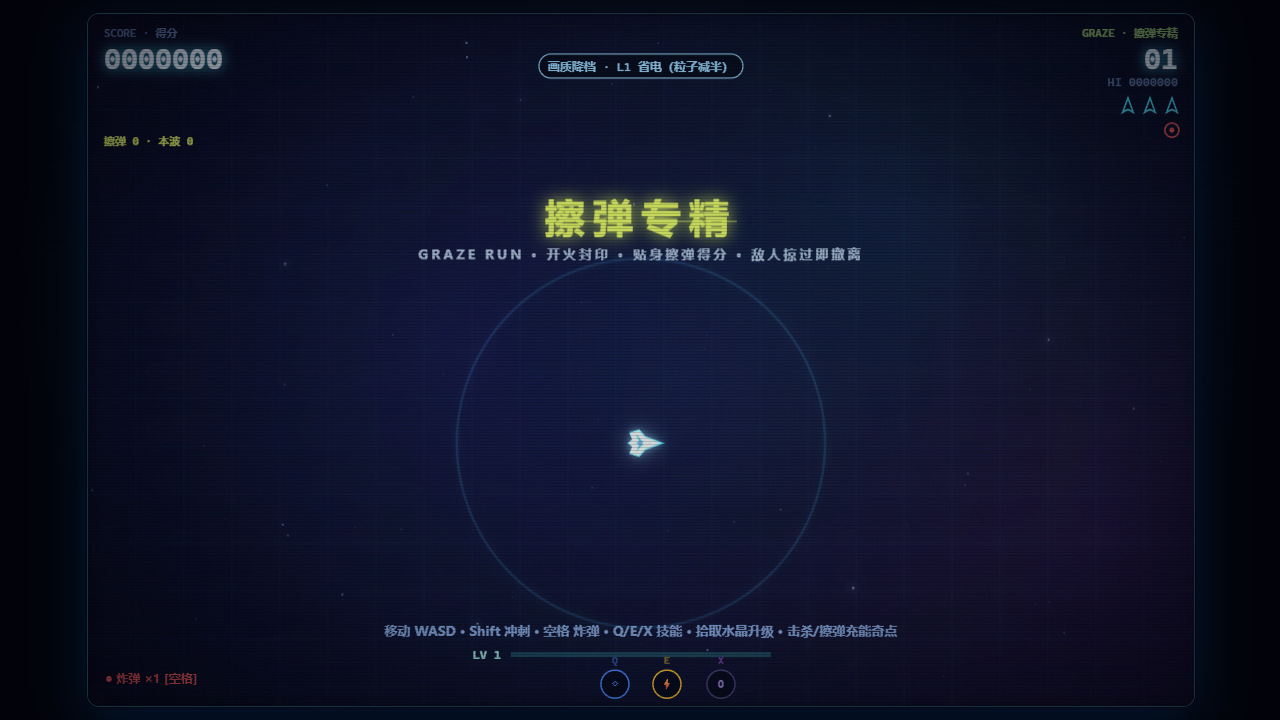 SCORE · 得分
0000000
画质降档 · L1 省电 (粒子减半)
GRAZE · 擦弹专精
01
HI 0000000
擦弹 0 · 本波 0
擦弹专精
GRAZE RUN • 开火封印 • 贴身擦弹得分 • 敌人掠过即撤离
移动 WASD • Shift 冲刺 • 空格 炸弹 • Q/E/X 技能 • 拾取水晶升级 • 击杀/擦弹充能奇点
LV 1
Q E X
0
炸弹 ×1 [空格]